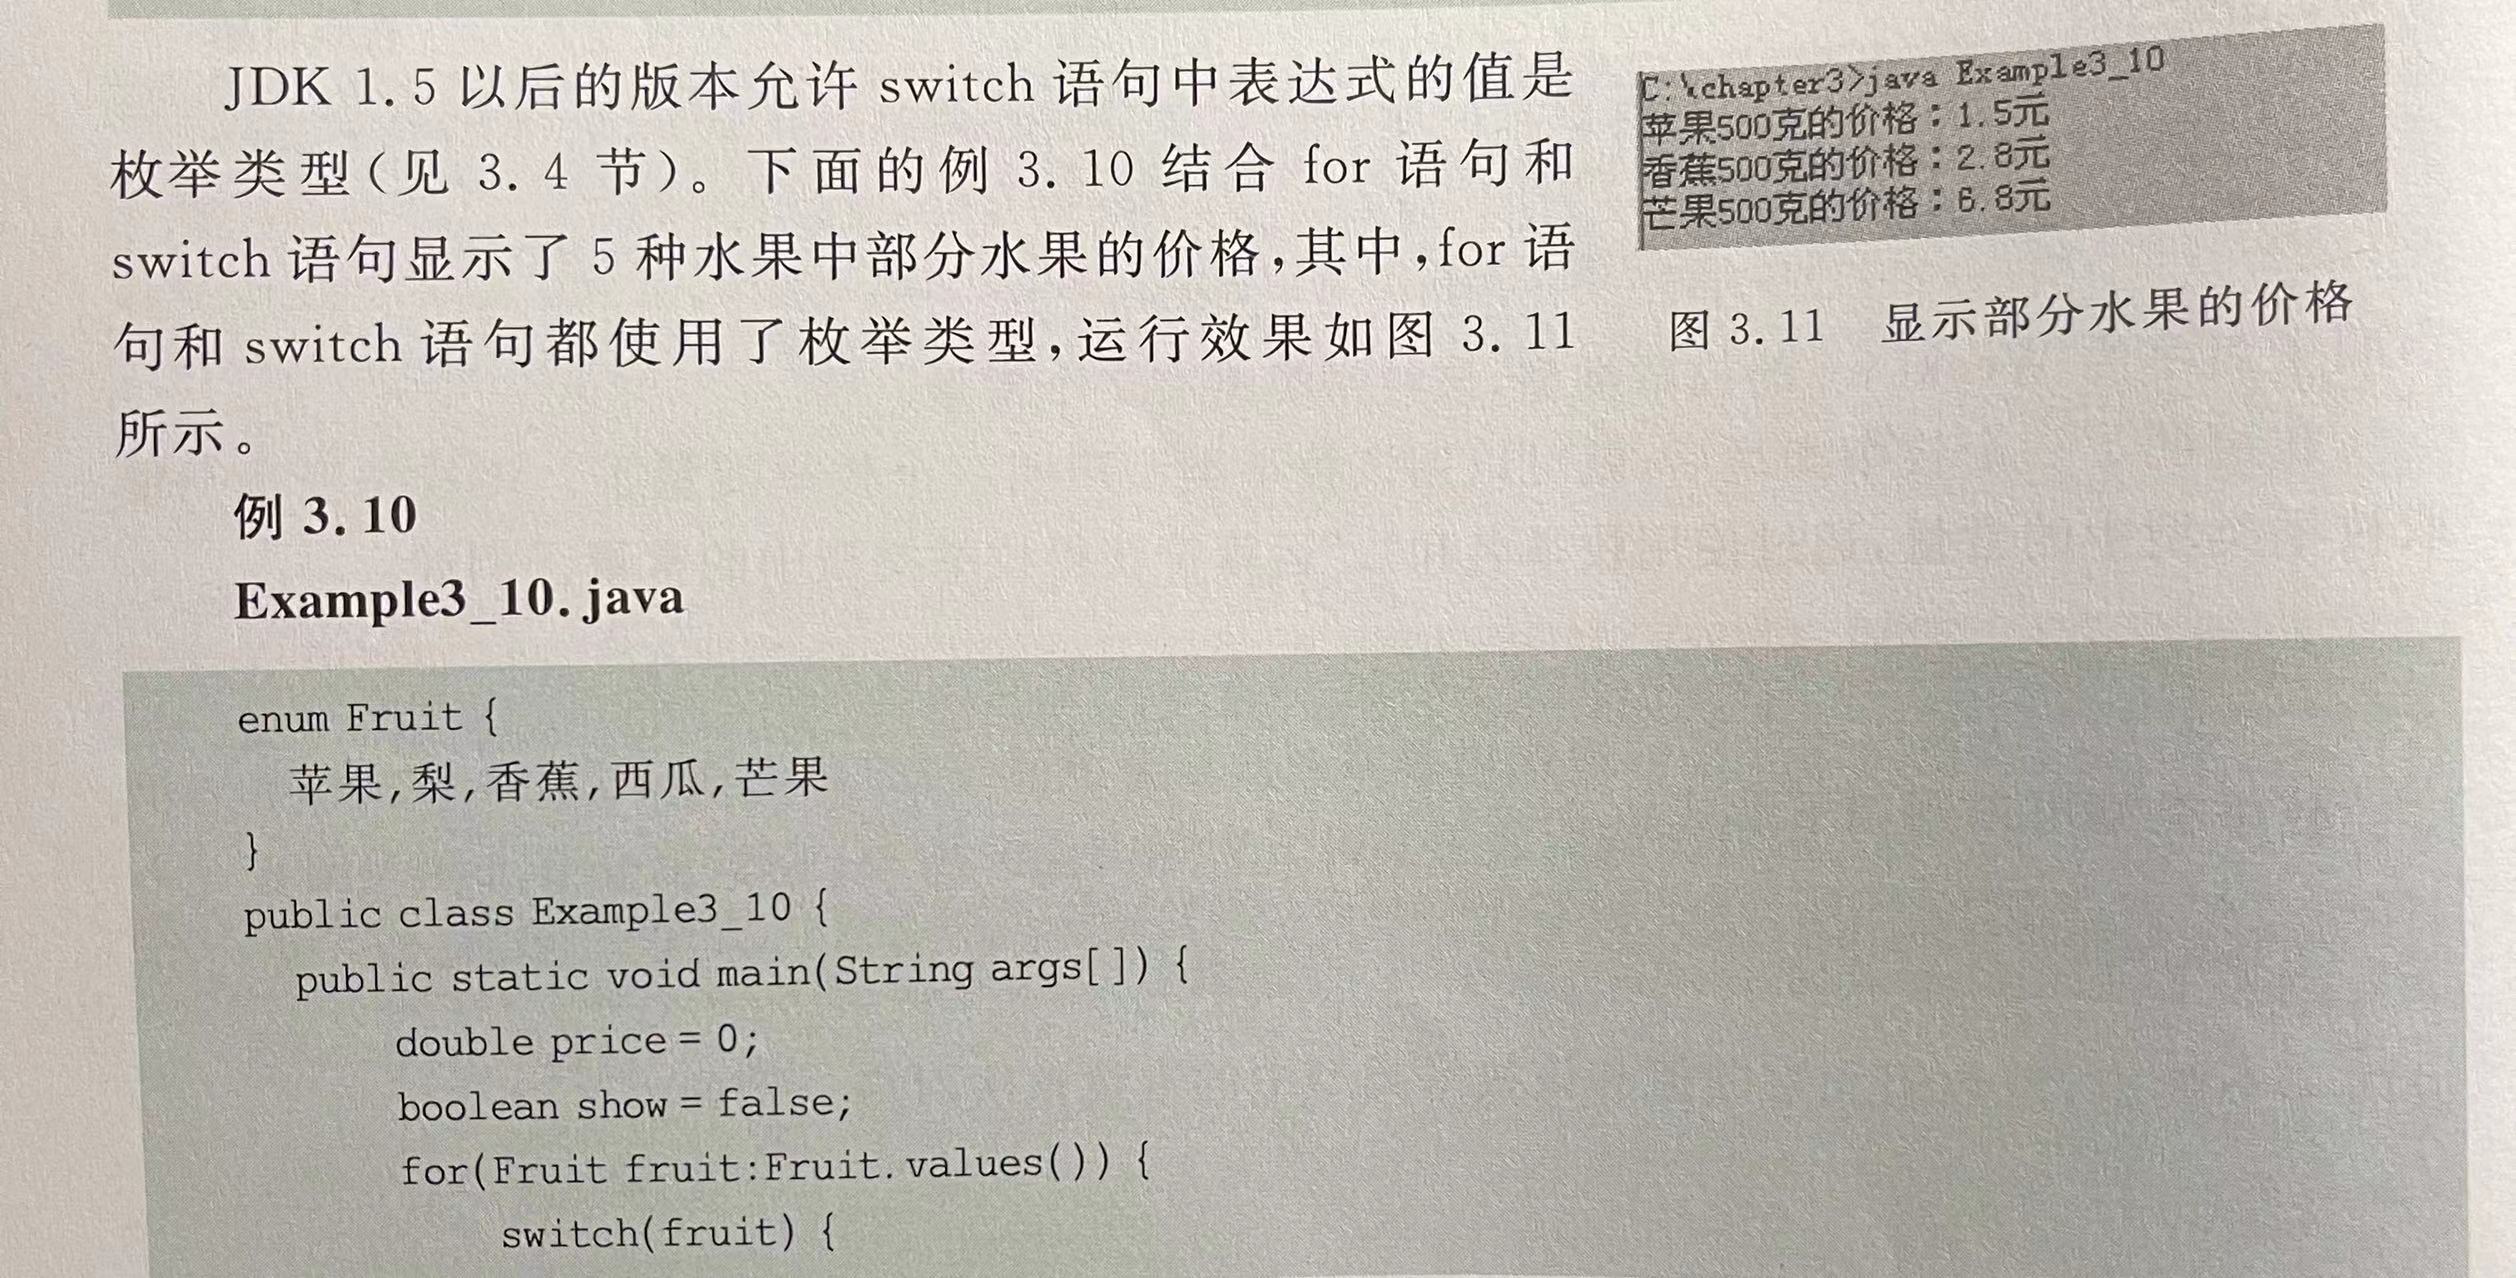 JDK 1.5 以后的版本允许 switch 语句中表达式的值是
枚举类型(见 3.4 节)。下面的例 3.10 结合 for 语句和
switch 语句显示了 5 种水果中部分水果的价格,其中,for 语
句和 switch 语句都使用了枚举类型,运行效果如图 3.11
所示。
C:\chapter3>java Example3_10
苹果500克的价格:1.5元
香蕉500克的价格:2.8元
芒果500克的价格:6.8元
图 3.11 显示部分水果的价格
例 3.10
Example3_10.java
enum Fruit {
苹果,梨,香蕉,西瓜,芒果
}
public class Example3_10 {
public static void main(String args[]) {
double price = 0;
boolean show = false;
for(Fruit fruit:Fruit.values()) {
switch(fruit) {